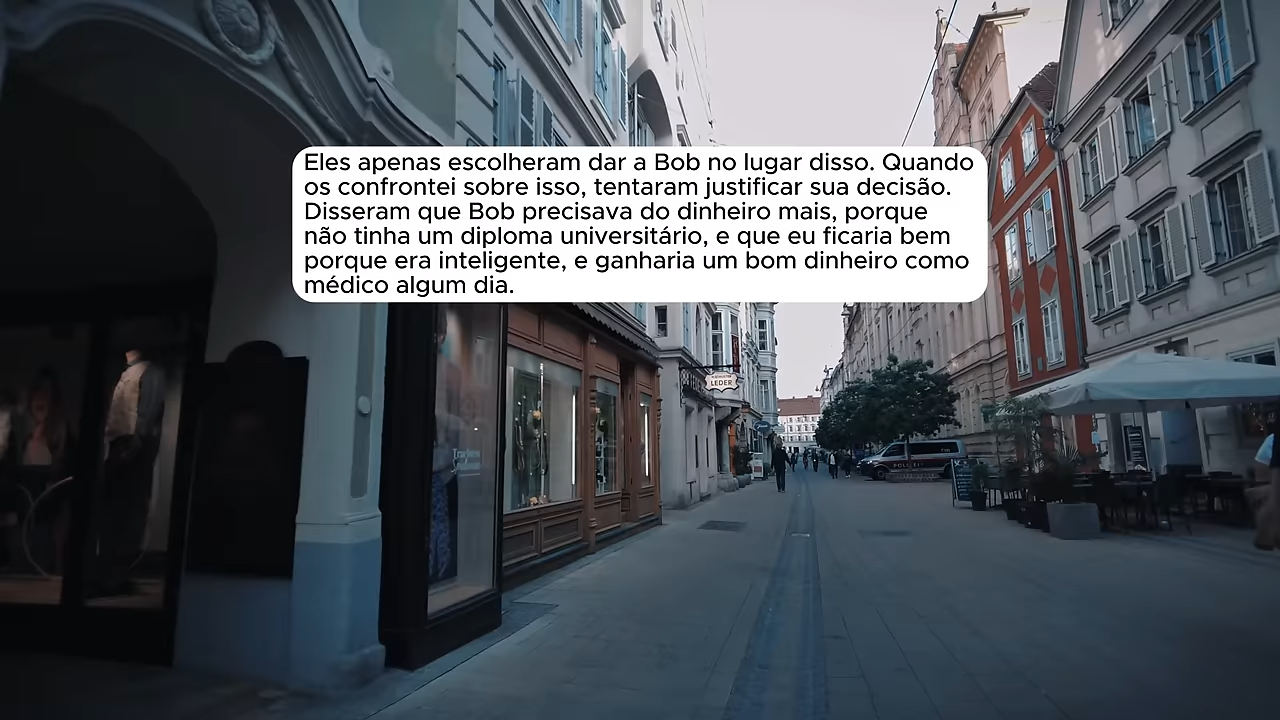 Eles apenas escolheram dar a Bob no lugar disso. Quando
os confrontei sobre isso, tentaram justificar sua decisão.
Disseram que Bob precisava do dinheiro mais, porque
não tinha um diploma universitário, e que eu ficaria bem
porque era inteligente, e ganharia um bom dinheiro como
médico algum dia.
LEDER
POLIZEI